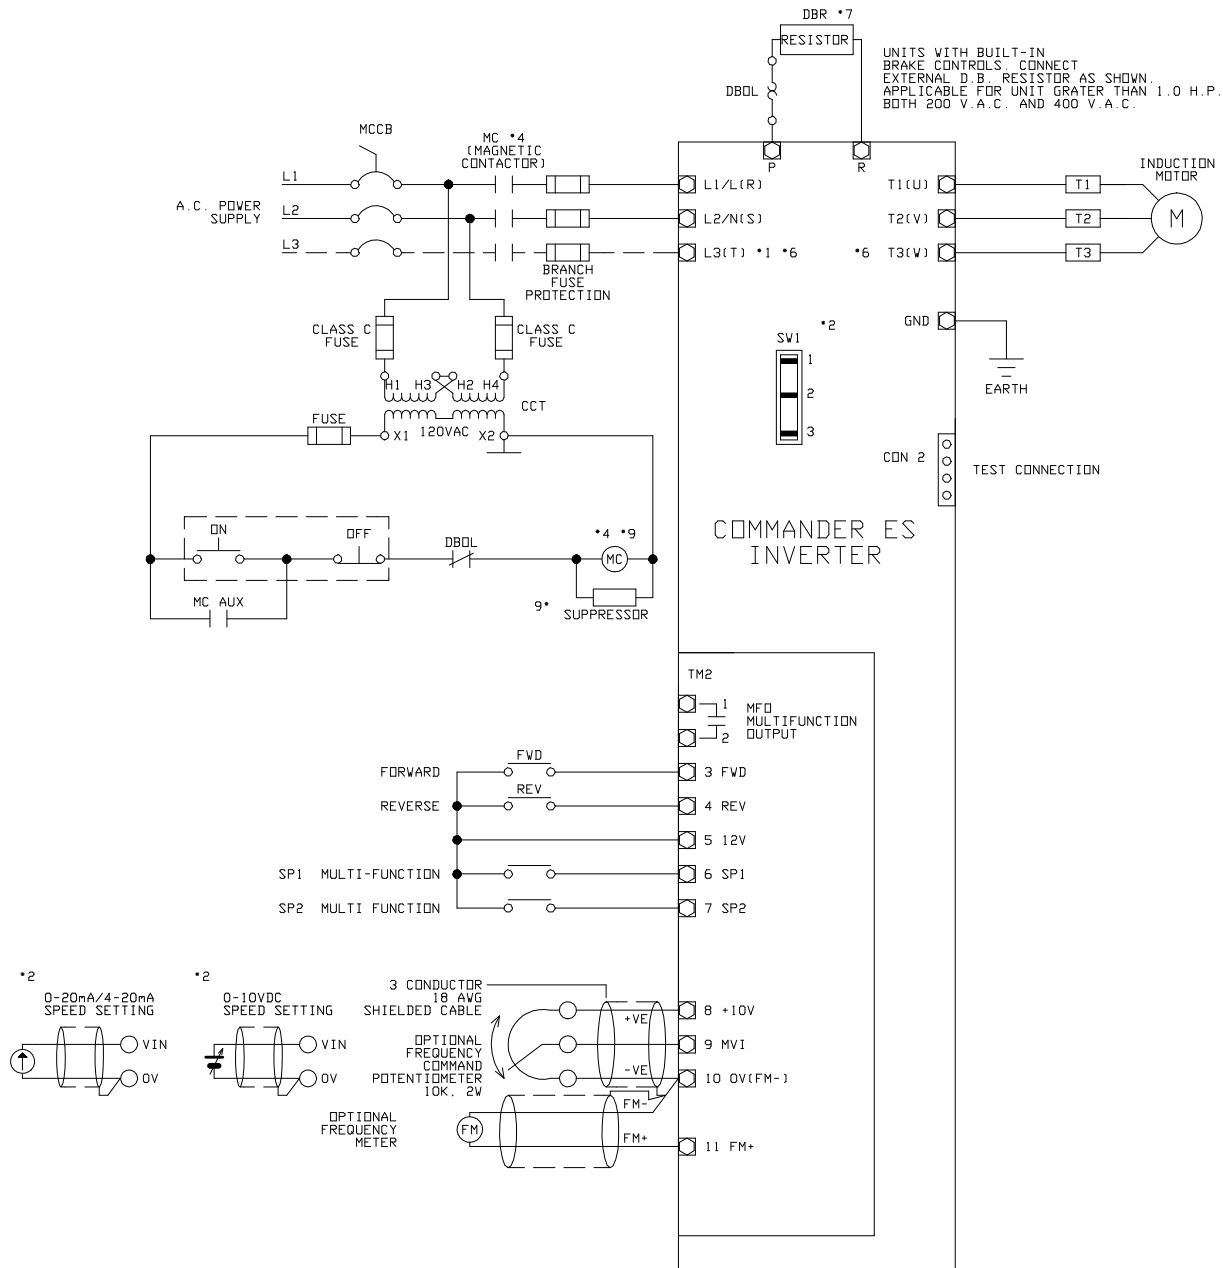 DBR *7
RESISTOR
UNITS WITH BUILT-IN
BRAKE CONTROLS. CONNECT
EXTERNAL D.B. RESISTOR AS SHOWN.
APPLICABLE FOR UNIT GRATER THAN 1.0 H.P.
BOTH 200 V.A.C. AND 400 V.A.C.
DBOL
P
R
MCCB
MC *4
(MAGNETIC
CONTACTOR)
A.C. POWER
SUPPLY
L1
L2
L3
L1/L(R)
L2/N(S)
L3(T) *1 *6
T1(U)
T2(V)
*6 T3(W)
T1
T2
T3
INDUCTION
MOTOR
M
BRANCH
FUSE
PROTECTION
GND
EARTH
CLASS C
FUSE
CLASS C
FUSE
H1 H3 H2 H4
CCT
X1 120VAC X2
FUSE
*2
SW1
1
2
3
CON 2
TEST CONNECTION
COMMANDER ES
INVERTER
ON
OFF
DBOL
*4 *9
MC
MC AUX
9*
SUPPRESSOR
TM2
1
2
MFO
MULTIFUNCTION
OUTPUT
FORWARD
FWD
3 FWD
REVERSE
REV
4 REV
5 12V
SP1 MULTI-FUNCTION
6 SP1
SP2 MULTI FUNCTION
7 SP2
*2
0-20mA/4-20mA
SPEED SETTING
VIN
0V
*2
0-10VDC
SPEED SETTING
VIN
0V
3 CONDUCTOR
18 AWG
SHIELDED CABLE
OPTIONAL
FREQUENCY
COMMAND
POTENTIOMETER
10K. 2W
+VE
-VE
8 +10V
9 MVI
10 0V(FM-)
OPTIONAL
FREQUENCY
METER
FM
FM-
FM+
11 FM+